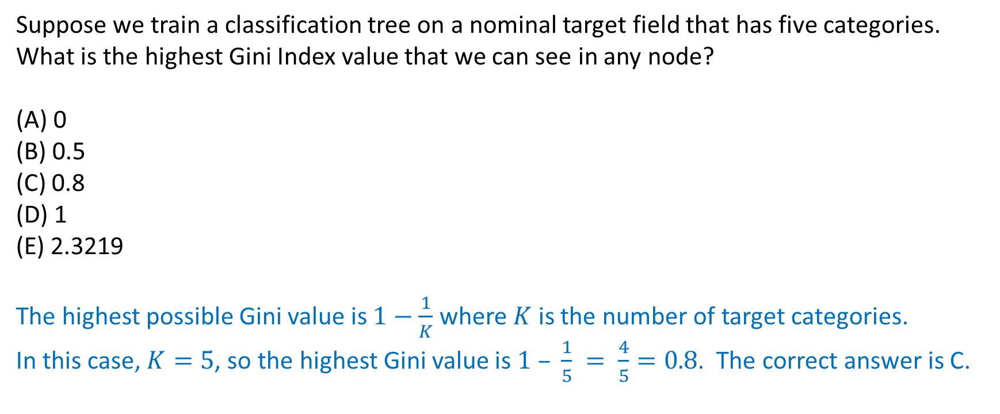 Suppose we train a classification tree on a nominal target field that has five categories.
What is the highest Gini Index value that we can see in any node?
(A) 0
(B) 0.5
(C) 0.8
(D) 1
(E) 2.3219
The highest possible Gini value is 1 − 1/K where K is the number of target categories.
In this case, K = 5, so the highest Gini value is 1 – 1/5 = 4/5 = 0.8. The correct answer is C.